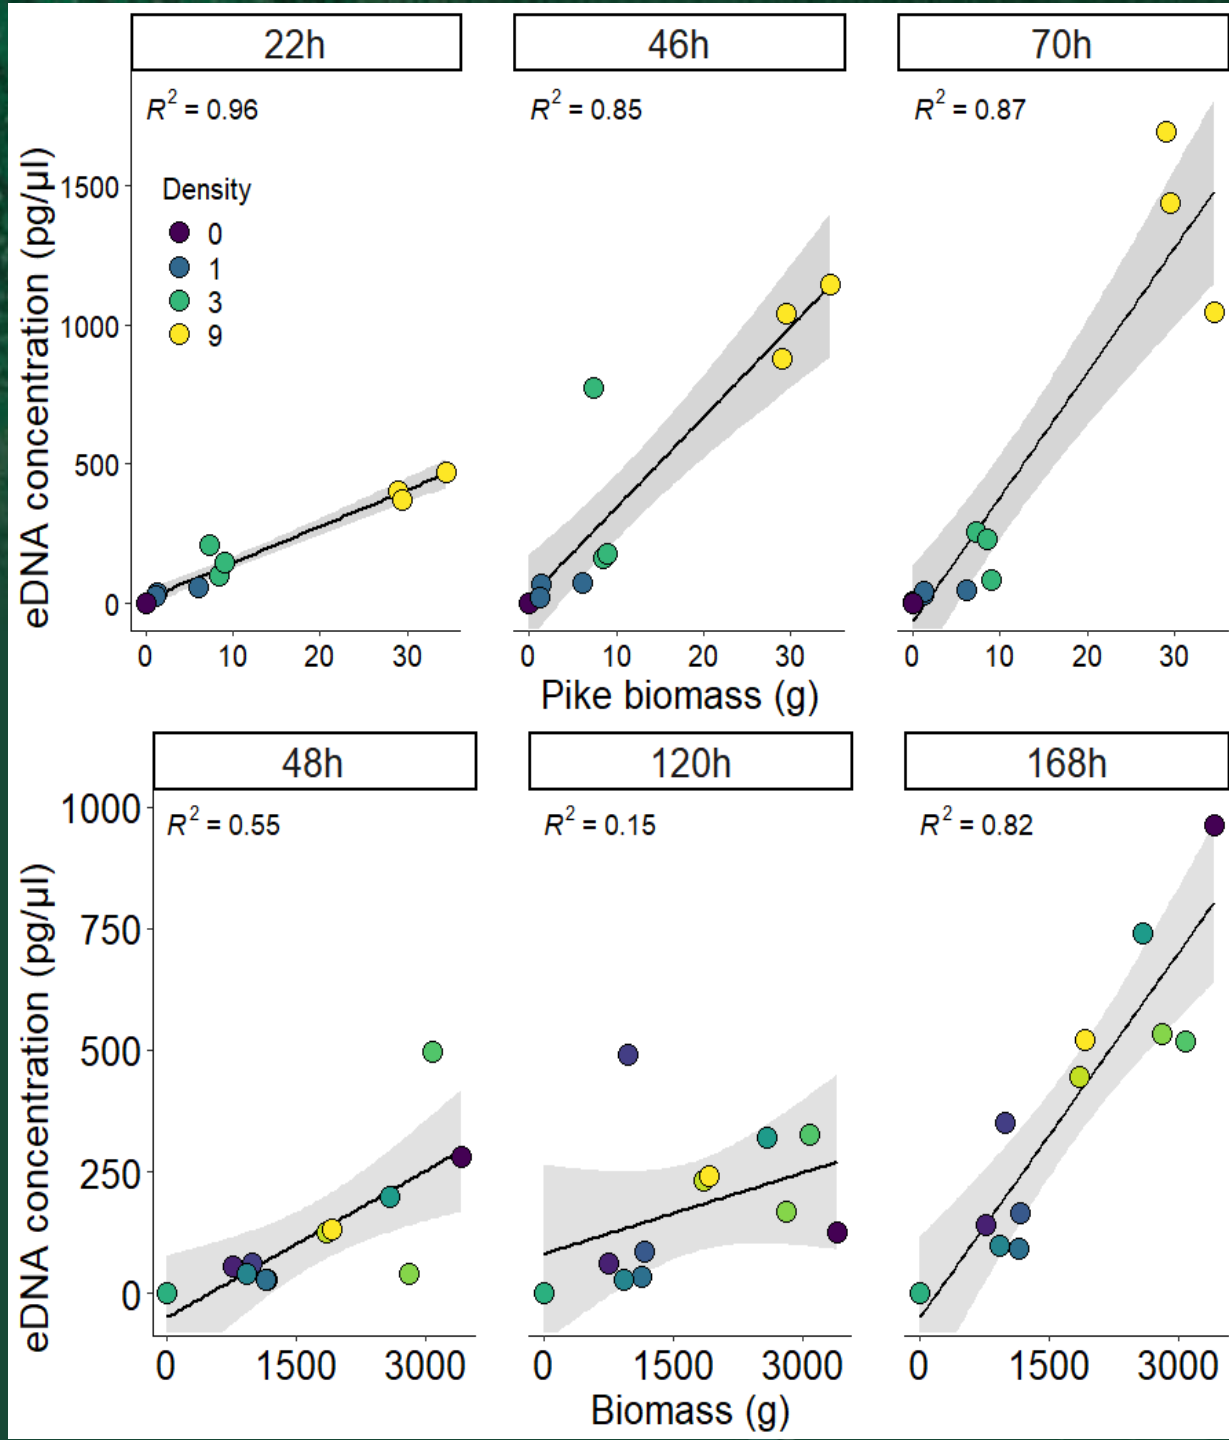 22h
46h
70h
R² = 0.96
R² = 0.85
R² = 0.87
eDNA concentration (pg/µl)
1500
1000
500
0
Density
0
1
3
9
0 10 20 30
0 10 20 30
0 10 20 30
Pike biomass (g)
48h
120h
168h
R² = 0.55
R² = 0.15
R² = 0.82
eDNA concentration (pg/µl)
1000
750
500
250
0
0 1500 3000
0 1500 3000
0 1500 3000
Biomass (g)